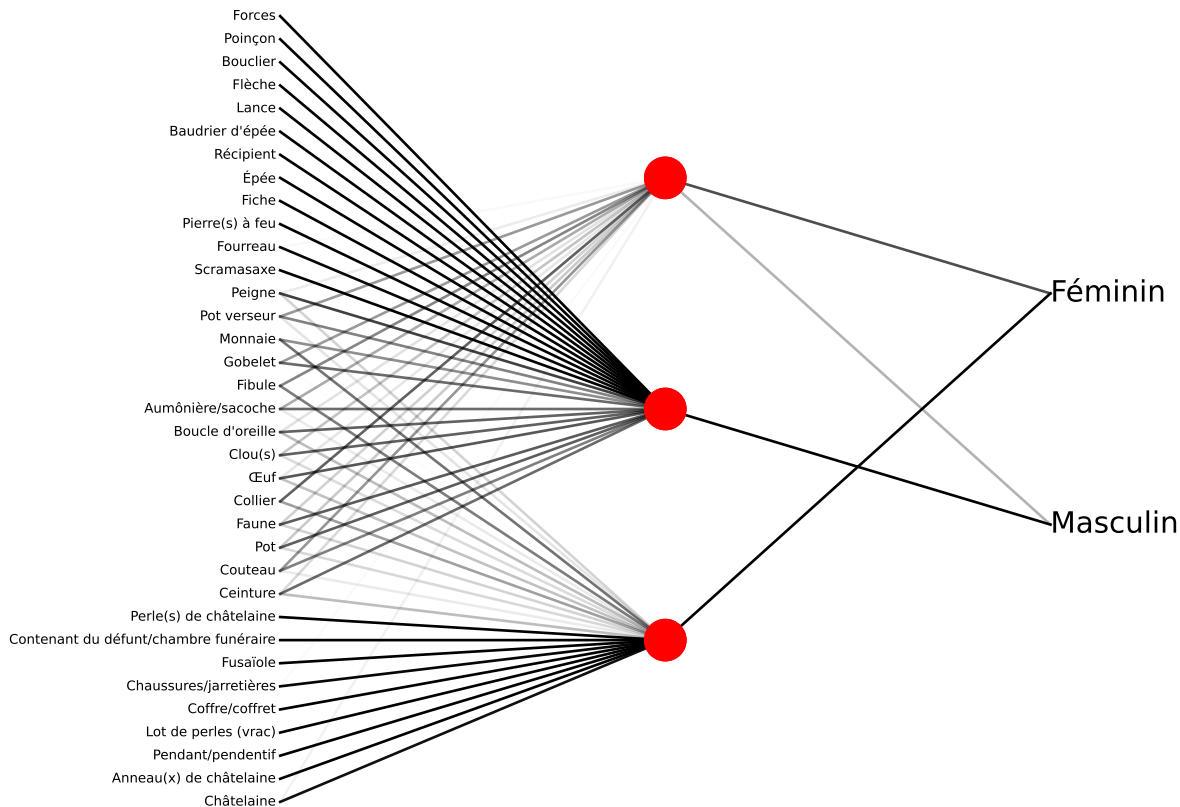 Forces
Poinçon
Bouclier
Flèche
Lance
Baudrier d'épée
Récipient
Épée
Fiche
Pierre(s) à feu
Fourreau
Scramasaxe
Peigne
Pot verseur
Monnaie
Gobelet
Fibule
Aumônière/sacoche
Boucle d'oreille
Clou(s)
Œuf
Collier
Faune
Pot
Couteau
Ceinture
Perle(s) de châtelaine
Contenant du défunt/chambre funéraire
Fusaïole
Chaussures/jarretières
Coffre/coffret
Lot de perles (vrac)
Pendant/pendentif
Anneau(x) de châtelaine
Châtelaine
Féminin
Masculin